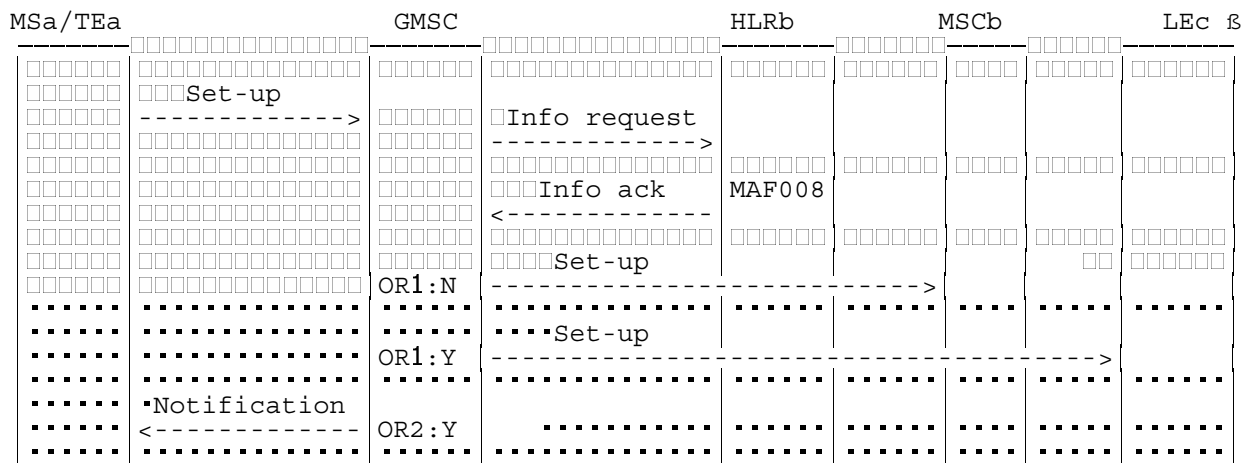 MSa/TEa GMSC HLRb MSCb LEc ß
Set-up
-------------> Info request
------------->
Info ack MAF008
<-------------
Set-up
OR1:N --------------------------->
Set-up
OR1:Y -------------------------------------->
Notification
<------------- OR2:Y